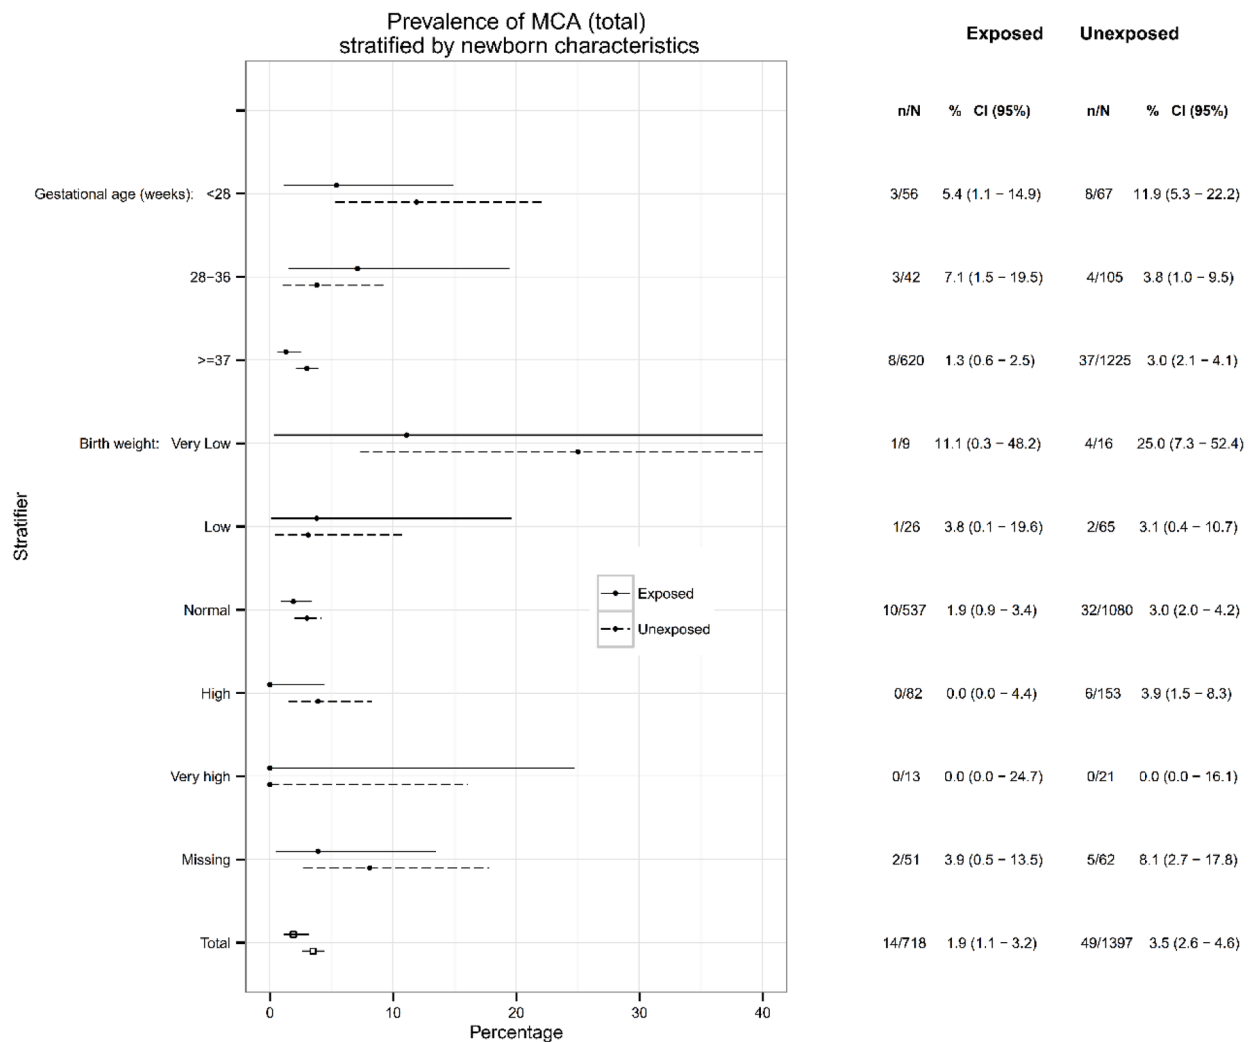 Prevalence of MCA (total)
stratified by newborn characteristics
Exposed Unexposed
n/N % CI (95%) n/N % CI (95%)
Gestational age (weeks): <28 3/56 5.4 (1.1 − 14.9) 8/67 11.9 (5.3 − 22.2)
28−36 3/42 7.1 (1.5 − 19.5) 4/105 3.8 (1.0 − 9.5)
>=37 8/620 1.3 (0.6 − 2.5) 37/1225 3.0 (2.1 − 4.1)
Birth weight: Very Low 1/9 11.1 (0.3 − 48.2) 4/16 25.0 (7.3 − 52.4)
Low 1/26 3.8 (0.1 − 19.6) 2/65 3.1 (0.4 − 10.7)
Stratifier
Exposed
Normal 10/537 1.9 (0.9 − 3.4) 32/1080 3.0 (2.0 − 4.2)
Unexposed
High 0/82 0.0 (0.0 − 4.4) 6/153 3.9 (1.5 − 8.3)
Very high 0/13 0.0 (0.0 − 24.7) 0/21 0.0 (0.0 − 16.1)
Missing 2/51 3.9 (0.5 − 13.5) 5/62 8.1 (2.7 − 17.8)
Total 14/718 1.9 (1.1 − 3.2) 49/1397 3.5 (2.6 − 4.6)
0 10 20 30 40
Percentage